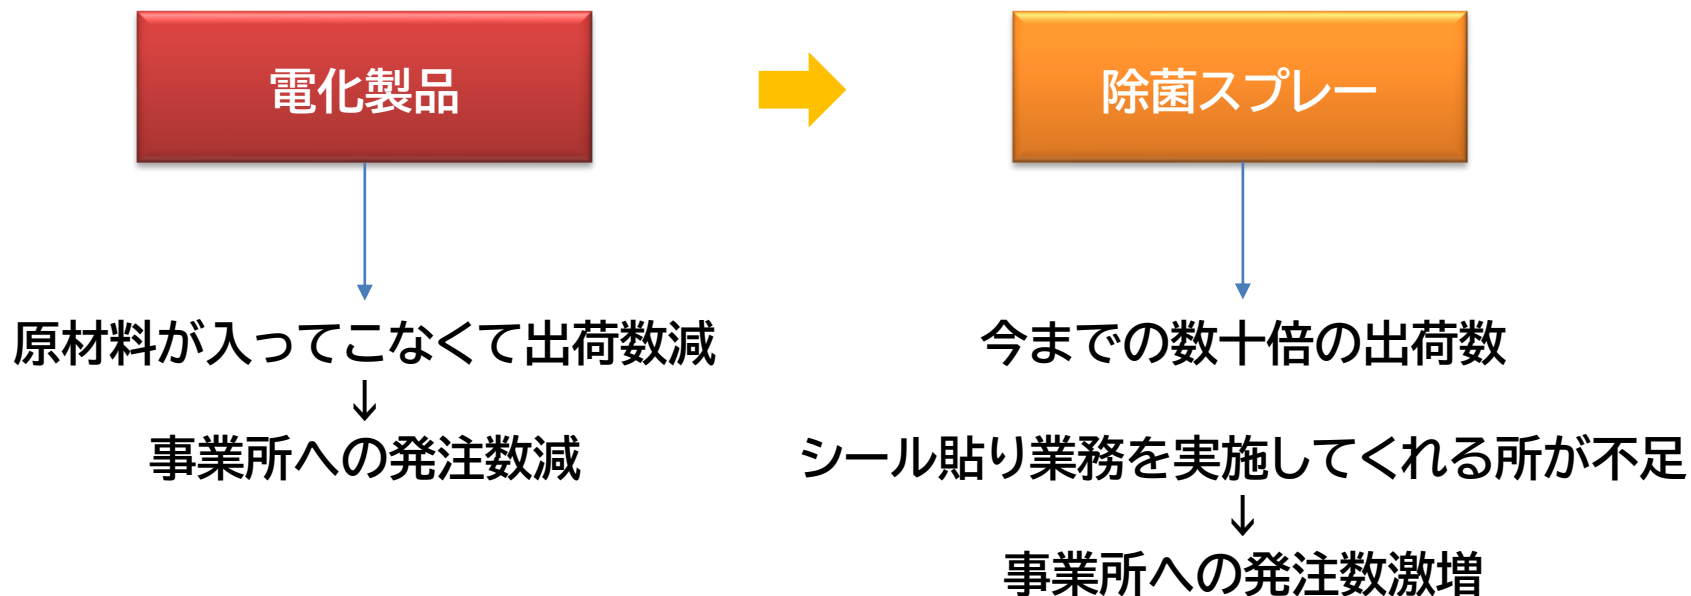 電化製品
除菌スプレー
原材料が入ってこなくて出荷数減
↓
事業所への発注数減
今までの数十倍の出荷数
シール貼り業務を実施してくれる所が不足
↓
事業所への発注数激増